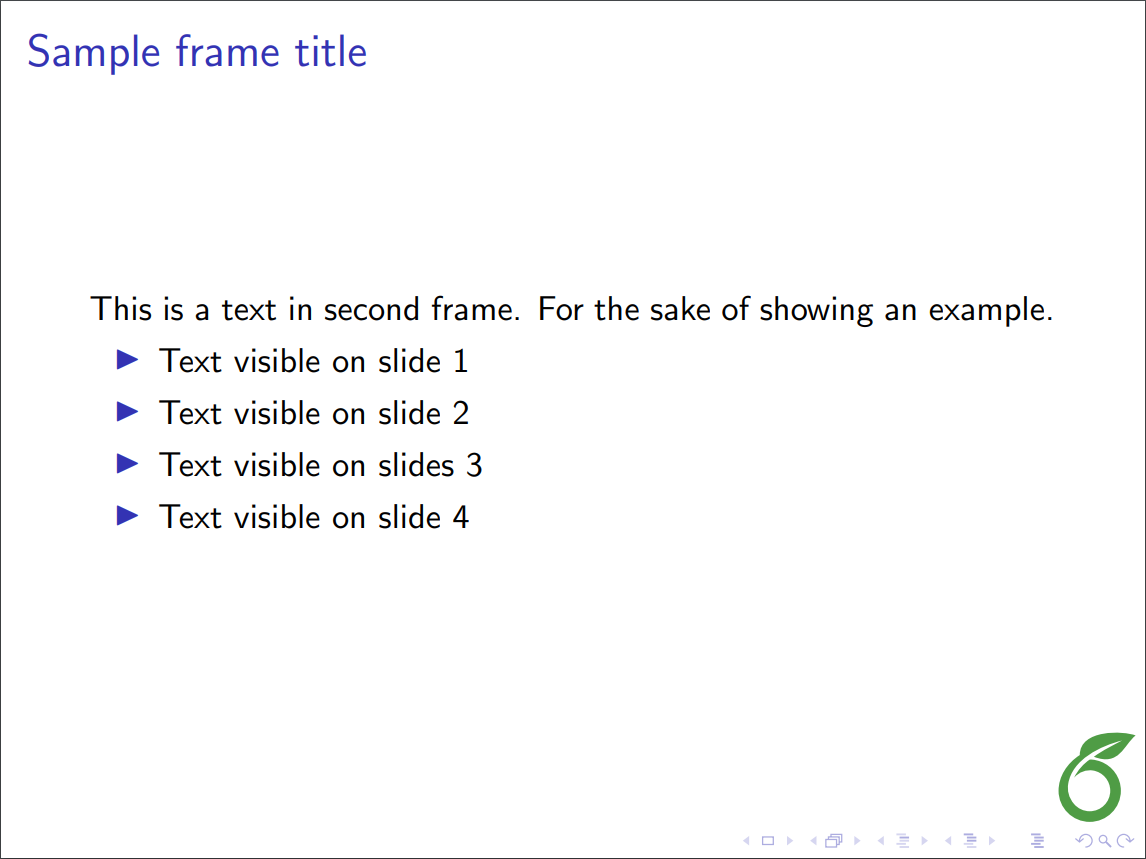 Sample frame title
This is a text in second frame. For the sake of showing an example.
Text visible on slide 1
Text visible on slide 2
Text visible on slides 3
Text visible on slide 4